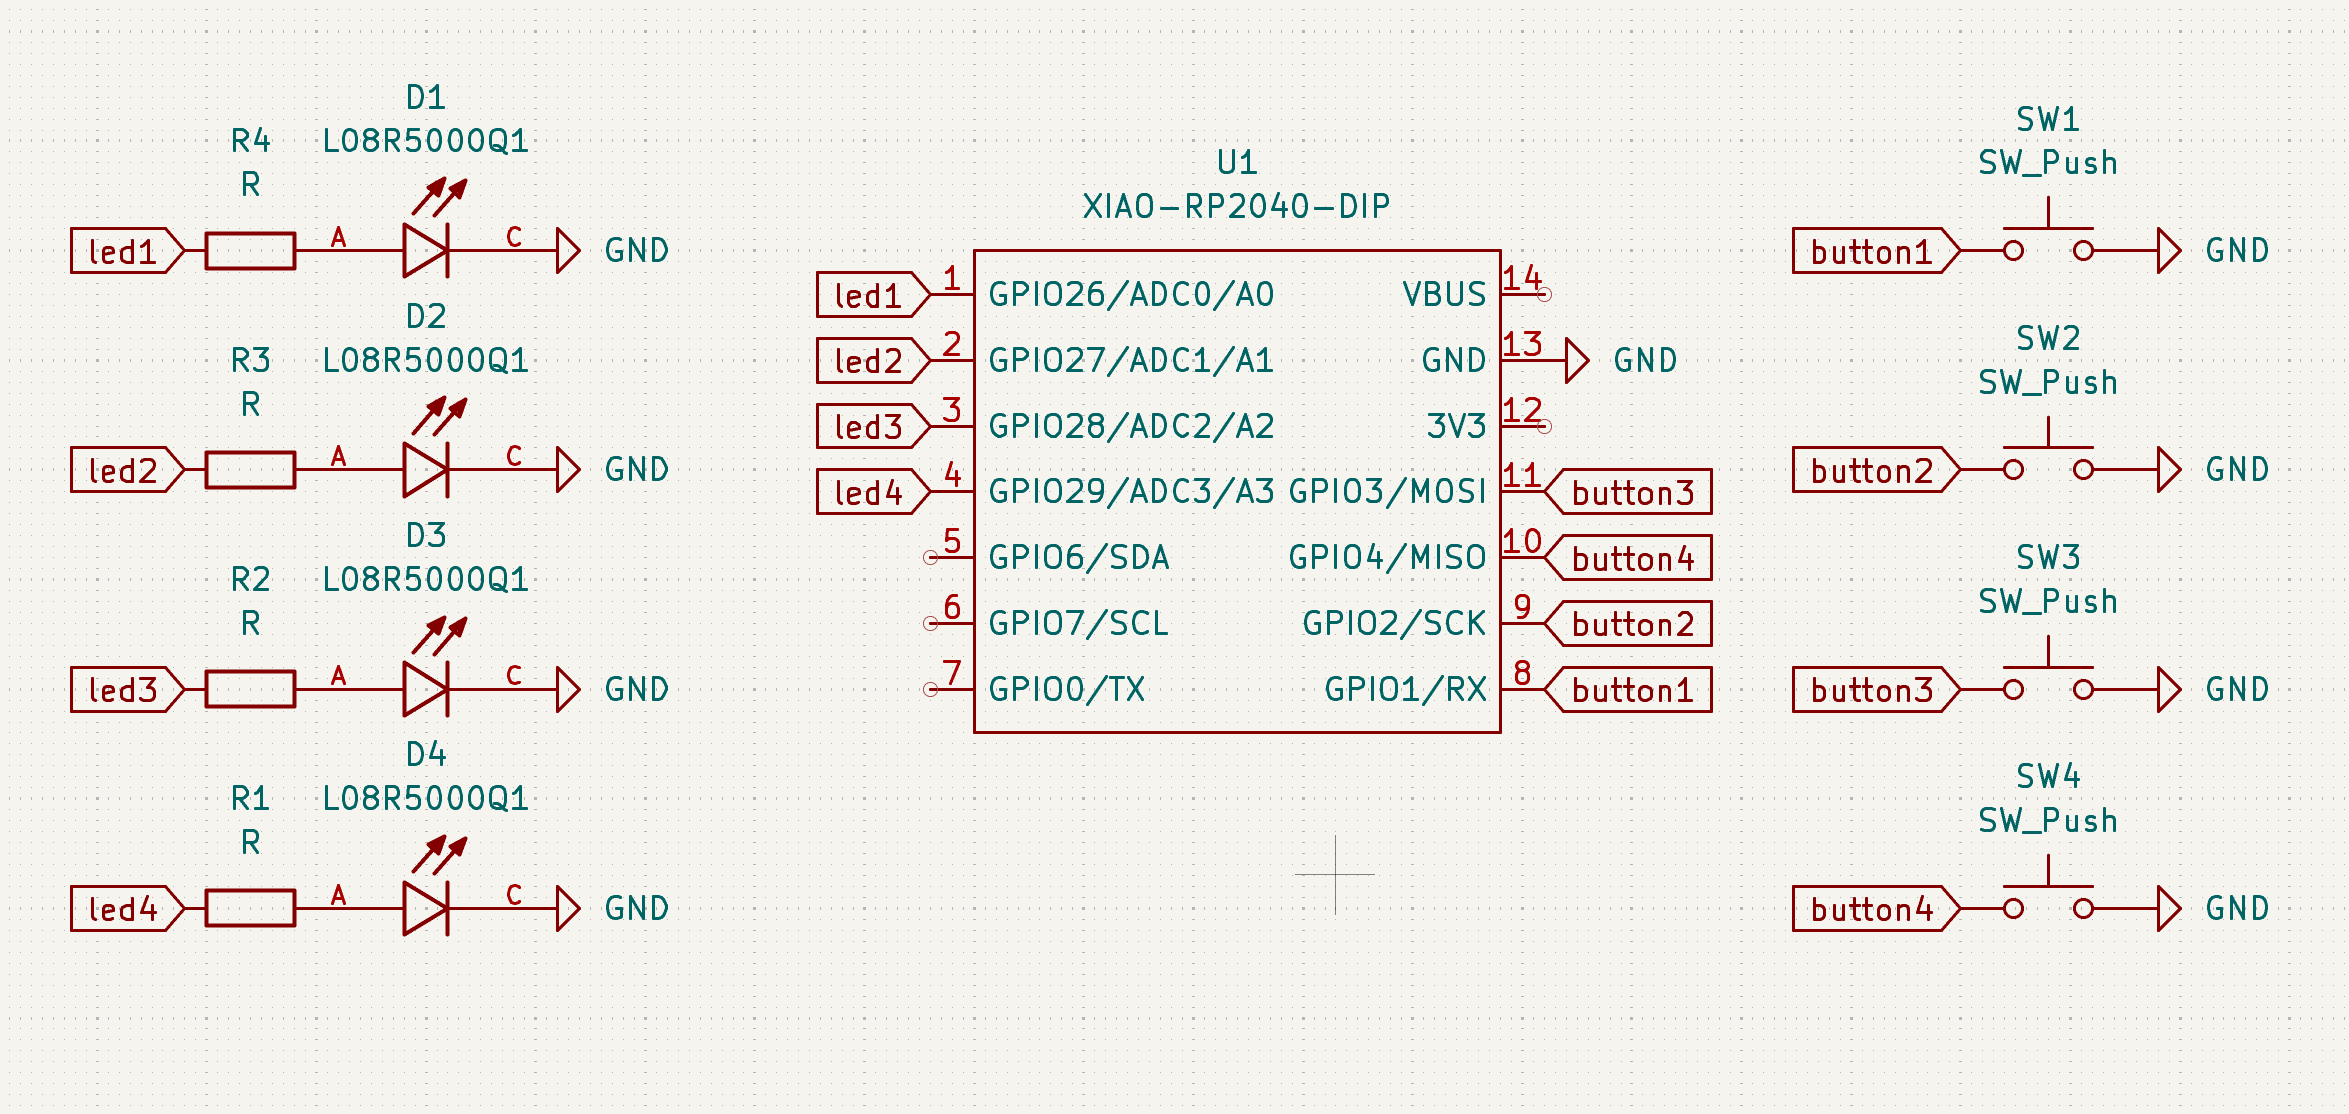 D1
R4 L08R5000Q1
R
led1 A C GND
D2
R3 L08R5000Q1
R
led2 A C GND
D3
R2 L08R5000Q1
R
led3 A C GND
D4
R1 L08R5000Q1
R
led4 A C GND
U1
XIAO-RP2040-DIP
led1 1 GPIO26/ADC0/A0 VBUS 14
led2 2 GPIO27/ADC1/A1 GND 13 GND
led3 3 GPIO28/ADC2/A2 3V3 12
led4 4 GPIO29/ADC3/A3 GPIO3/MOSI 11 button3
5 GPIO6/SDA GPIO4/MISO 10 button4
6 GPIO7/SCL GPIO2/SCK 9 button2
7 GPIO0/TX GPIO1/RX 8 button1
SW1
SW_Push
button1 GND
SW2
SW_Push
button2 GND
SW3
SW_Push
button3 GND
SW4
SW_Push
button4 GND